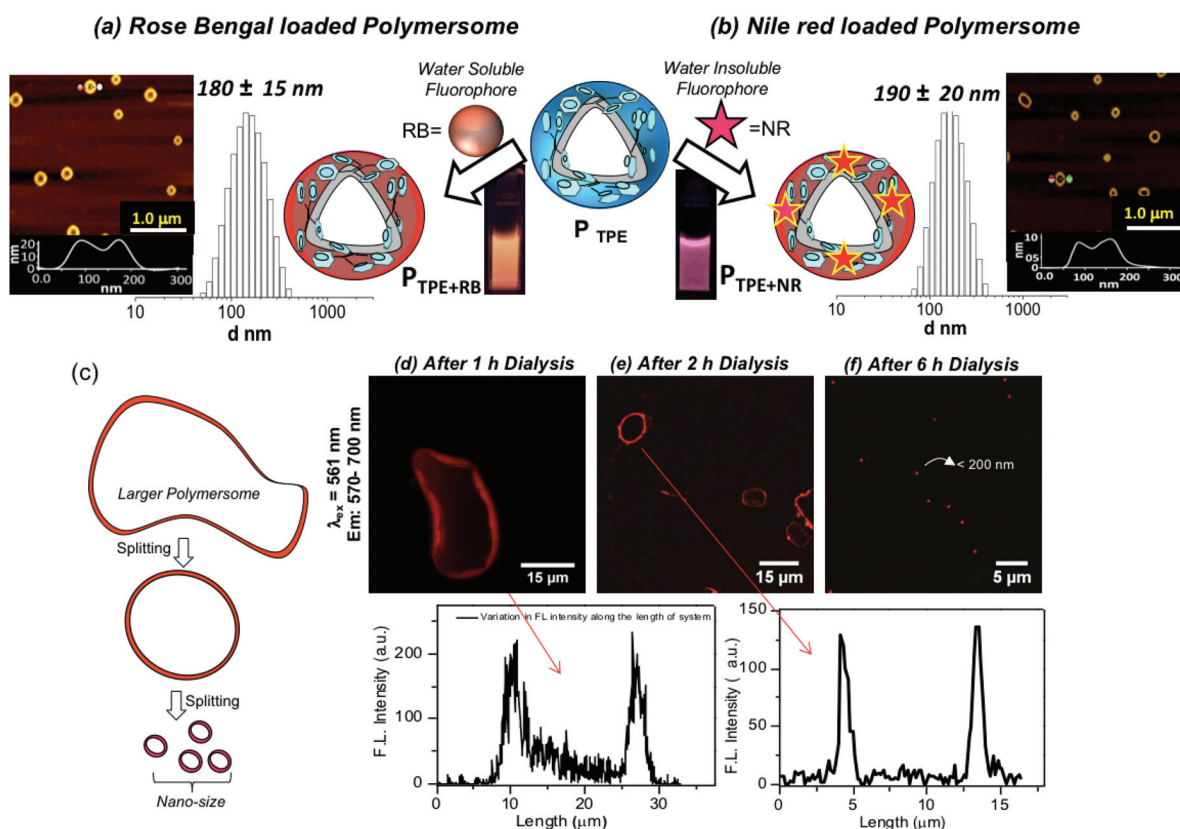 (a) Rose Bengal loaded Polymersome
(b) Nile red loaded Polymersome
180 ± 15 nm
Water Soluble
Fluorophore
RB=
Water Insoluble
Fluorophore
=NR
190 ± 20 nm
1.0 µm
nm
20
10
0
0.0 100 200 300
nm
10 100 1000
d nm
P TPE+RB
P TPE
P TPE+NR
10 100 1000
d nm
1.0 µm
nm
10
05
0
0.0 100 200 300
nm
(c)
Larger Polymersome
Splitting
Splitting
Nano-size
(d) After 1 h Dialysis
(e) After 2 h Dialysis
(f) After 6 h Dialysis
λex = 561 nm
Em: 570- 700 nm
15 µm
15 µm
< 200 nm
5 µm
Variation in FL intensity along the length of system
F.L. Intensity (a.u.)
200
100
0
0 10 20 30
Length (µm)
F.L. Intensity ( a.u.)
150
100
50
0
0 5 10 15
Length (µm)